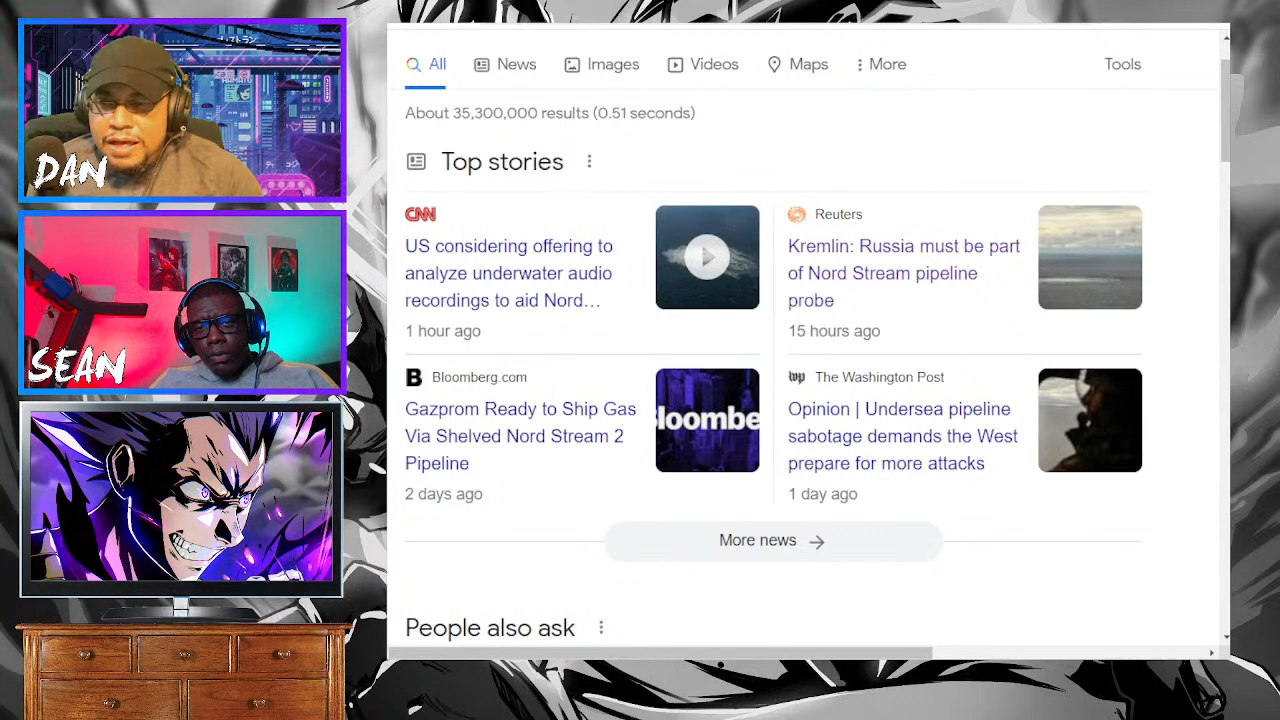 DAN
SEAN
All
News
Images
Videos
Maps
More
Tools
About 35,300,000 results (0.51 seconds)
Top stories
CNN
US considering offering to
analyze underwater audio
recordings to aid Nord…
1 hour ago
Reuters
Kremlin: Russia must be part
of Nord Stream pipeline
probe
15 hours ago
Bloomberg.com
Gazprom Ready to Ship Gas
Via Shelved Nord Stream 2
Pipeline
2 days ago
loombe
The Washington Post
Opinion | Undersea pipeline
sabotage demands the West
prepare for more attacks
1 day ago
More news
People also ask